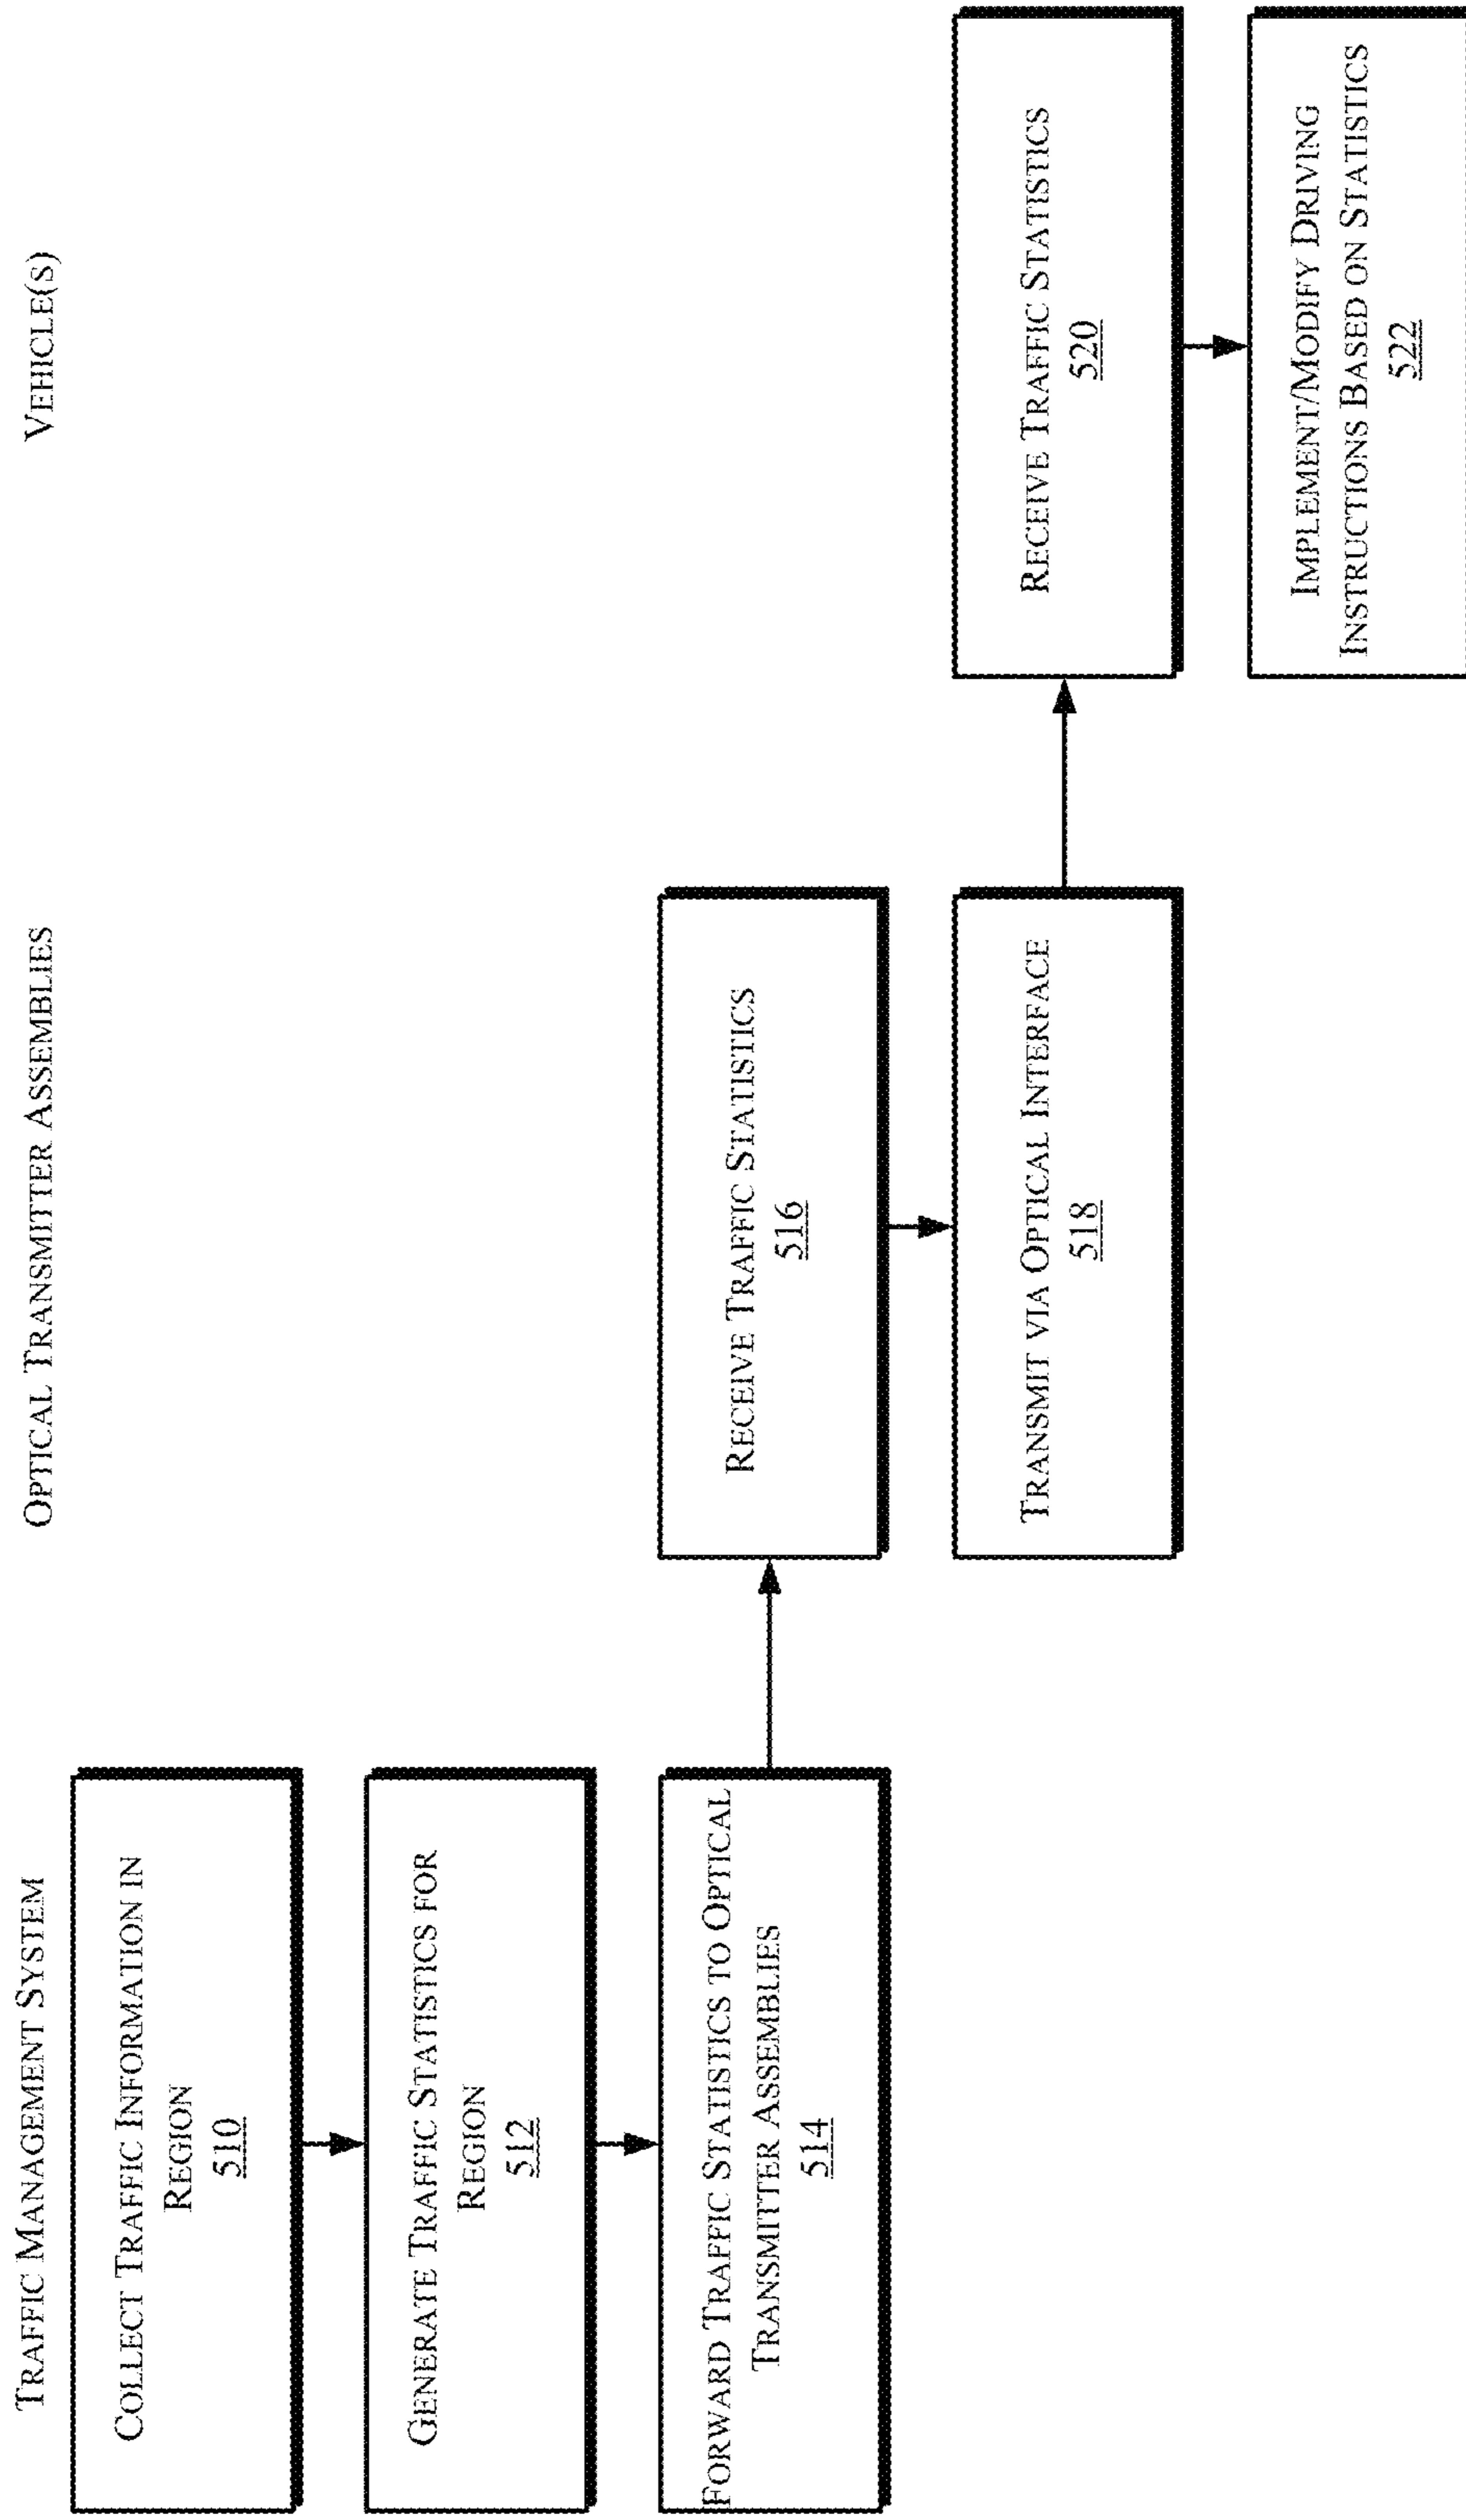 TRAFFIC MANAGEMENT SYSTEM
OPTICAL TRANSMITTER ASSEMBLIES
VEHICLE(S)
COLLECT TRAFFIC INFORMATION IN
REGION
510
GENERATE TRAFFIC STATISTICS FOR
REGION
512
FORWARD TRAFFIC STATISTICS TO OPTICAL
TRANSMITTER ASSEMBLIES
514
RECEIVE TRAFFIC STATISTICS
516
TRANSMIT VIA OPTICAL INTERFACE
518
RECEIVE TRAFFIC STATISTICS
520
IMPLEMENT/MODIFY DRIVING
INSTRUCTIONS BASED ON STATISTICS
522